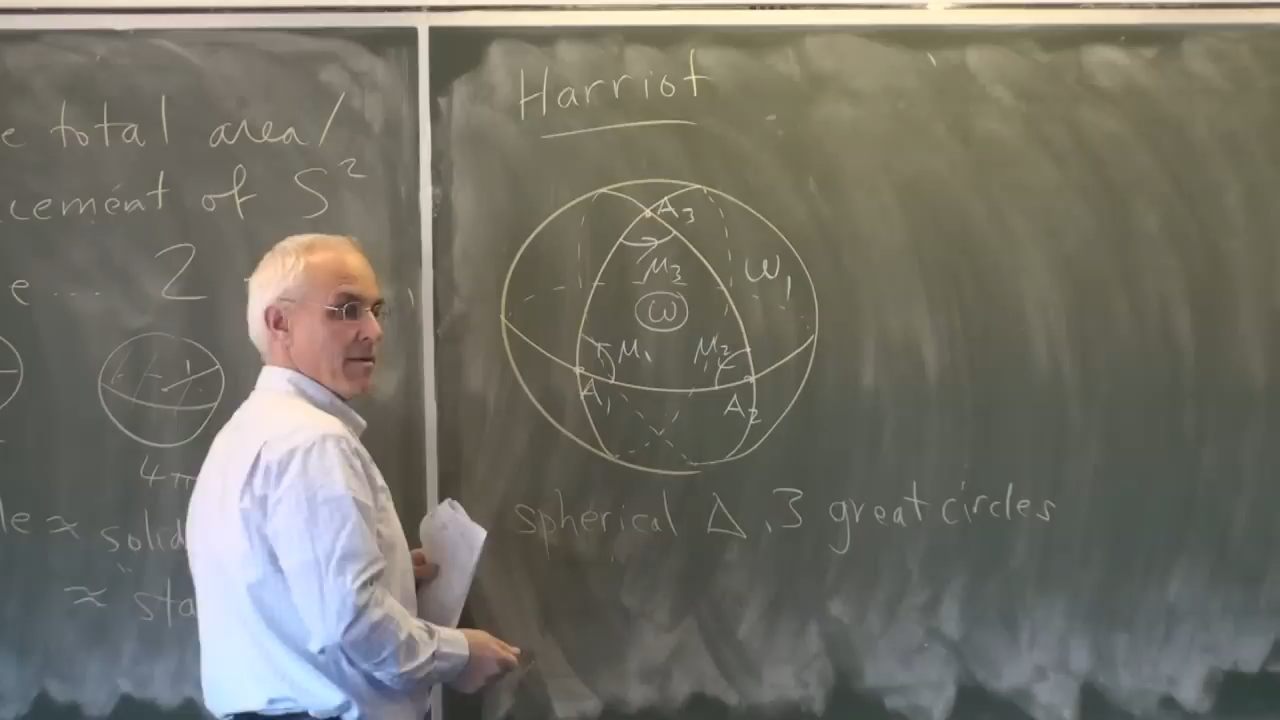 e total area/
cement of S²
e ... 2
4π
le ≈ solid
≈ sta
Harriot
A₃
μ₃
ω₁
ω
μ₁
μ₂
A₁
A₂
spherical Δ, 3 great circles